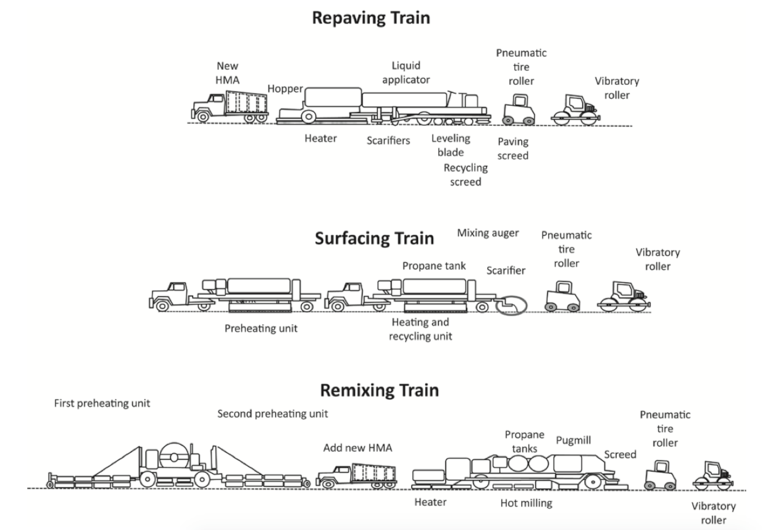 Repaving Train
New
HMA
Hopper
Liquid
applicator
Pneumatic
tire
roller
Vibratory
roller
Heater
Scarifiers
Leveling
blade
Recycling
screed
Paving
screed
Surfacing Train
Mixing auger
Pneumatic
tire
roller
Vibratory
roller
Propane tank
Scarifier
Preheating unit
Heating and
recycling unit
Remixing Train
First preheating unit
Second preheating unit
Add new HMA
Propane
tanks
Pugmill
Screed
Pneumatic
tire
roller
Heater
Hot milling
Vibratory
roller